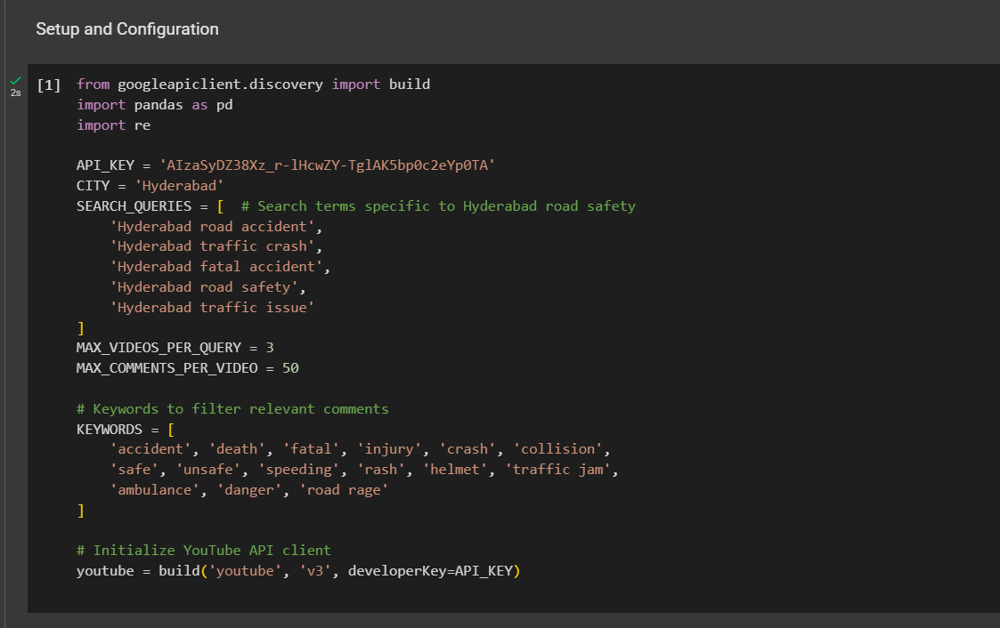 Setup and Configuration
2s
[1] from googleapiclient.discovery import build
import pandas as pd
import re
API_KEY = 'AIzaSyDZ38Xz_r-lHcwZY-TglAK5bp0c2eYp0TA'
CITY = 'Hyderabad'
SEARCH_QUERIES = [  # Search terms specific to Hyderabad road safety
    'Hyderabad road accident',
    'Hyderabad traffic crash',
    'Hyderabad fatal accident',
    'Hyderabad road safety',
    'Hyderabad traffic issue'
]
MAX_VIDEOS_PER_QUERY = 3
MAX_COMMENTS_PER_VIDEO = 50
# Keywords to filter relevant comments
KEYWORDS = [
    'accident', 'death', 'fatal', 'injury', 'crash', 'collision',
    'safe', 'unsafe', 'speeding', 'rash', 'helmet', 'traffic jam',
    'ambulance', 'danger', 'road rage'
]
# Initialize YouTube API client
youtube = build('youtube', 'v3', developerKey=API_KEY)